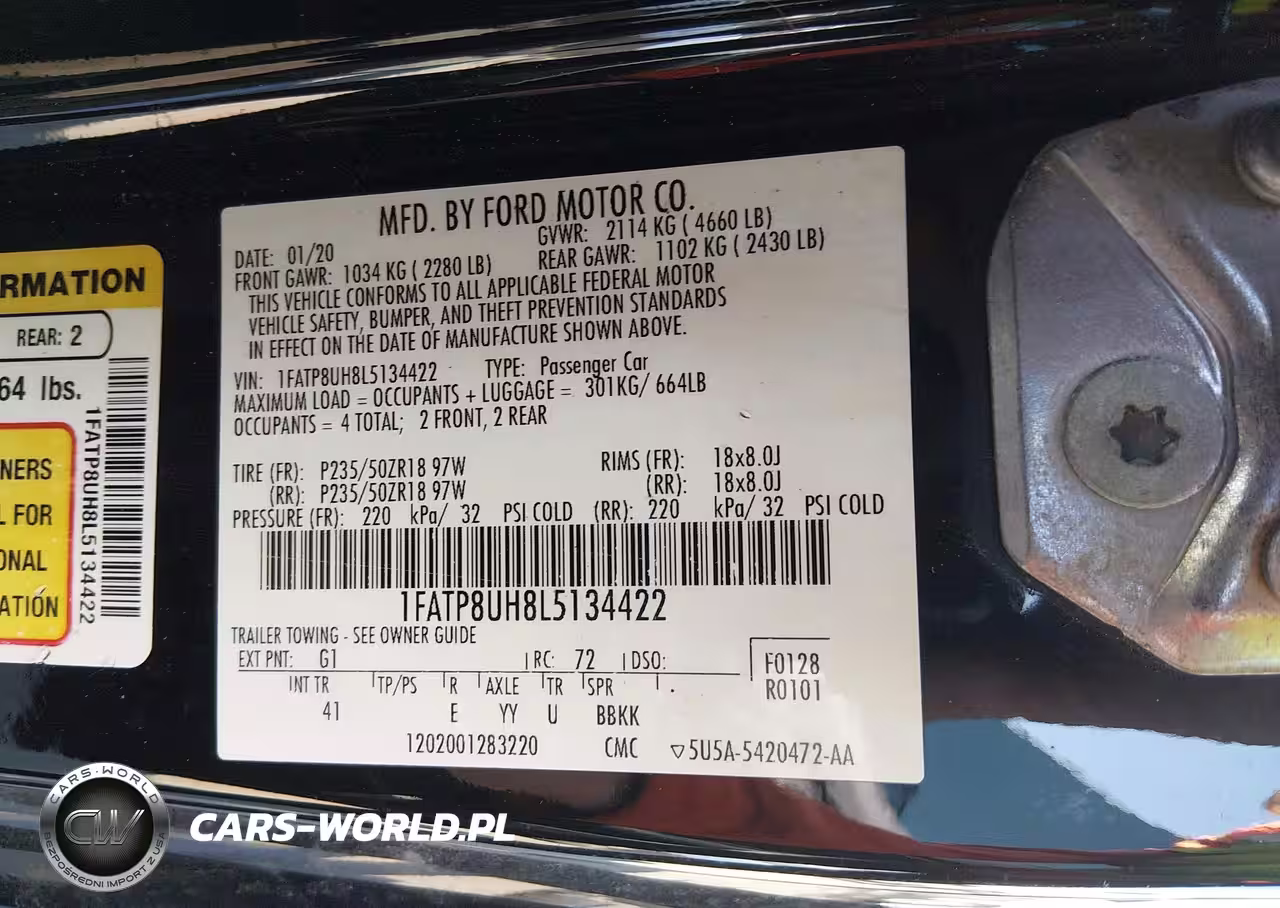 MFD. BY FORD MOTOR CO.
DATE: 01/20 GVWR: 2114 KG ( 4660 LB)
FRONT GAWR: 1034 KG ( 2280 LB) REAR GAWR: 1102 KG ( 2430 LB)
THIS VEHICLE CONFORMS TO ALL APPLICABLE FEDERAL MOTOR
VEHICLE SAFETY, BUMPER, AND THEFT PREVENTION STANDARDS
IN EFFECT ON THE DATE OF MANUFACTURE SHOWN ABOVE.
VIN: 1FATP8UH8L5134422 TYPE: Passenger Car
MAXIMUM LOAD = OCCUPANTS + LUGGAGE = 301KG/ 664LB
OCCUPANTS = 4 TOTAL; 2 FRONT, 2 REAR
TIRE (FR): P235/50ZR18 97W RIMS (FR): 18x8.0J
(RR): P235/50ZR18 97W (RR): 18x8.0J
PRESSURE (FR): 220 kPa/ 32 PSI COLD (RR): 220 kPa/ 32 PSI COLD
1FATP8UH8L5134422
TRAILER TOWING - SEE OWNER GUIDE
EXT PNT: G1 RC: 72 DSO: F0128
INT TR TP/PS R AXLE TR SPR . R0101
41 E YY U BBKK
1202001283220 CMC ▽5U5A-5420472-AA
RMATION
REAR: 2
64 lbs.
1FATP8UH8L5134422
NERS
L FOR
ONAL
ATION
CARS-WORLD
CW
BEZPOŚREDNI IMPORT Z USA
CARS-WORLD.PL